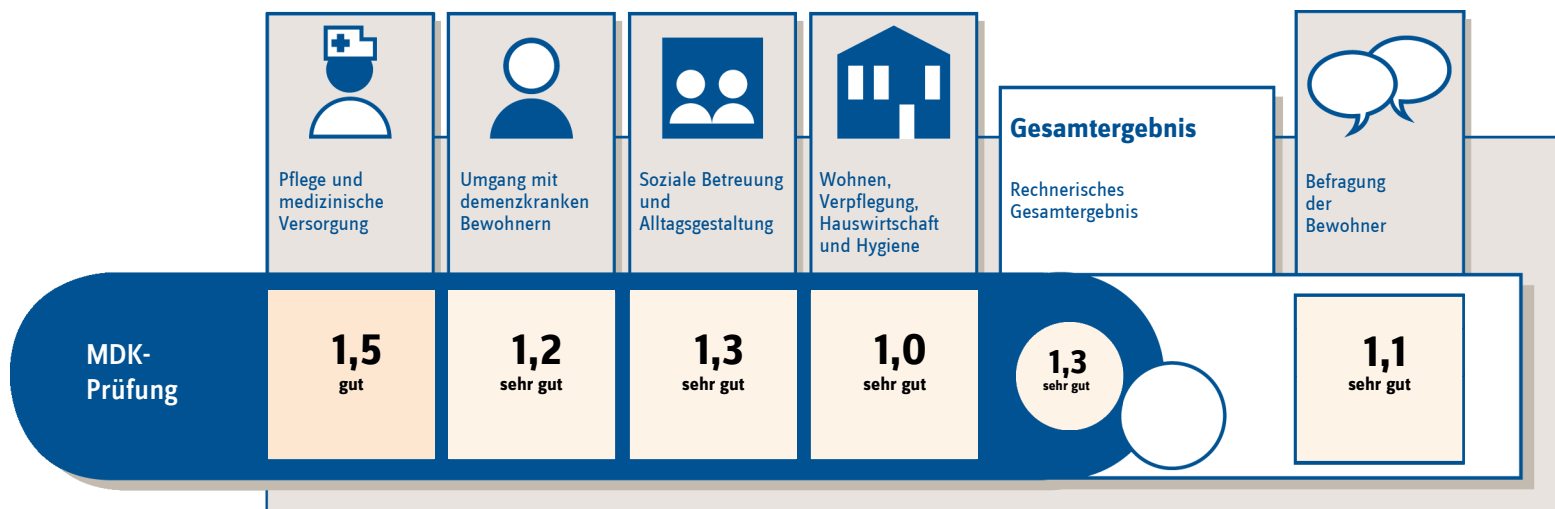 Pflege und
medizinische
Versorgung
Umgang mit
demenzkranken
Bewohnern
Soziale Betreuung
und
Alltagsgestaltung
Wohnen,
Verpflegung,
Hauswirtschaft
und Hygiene
Gesamtergebnis
Rechnerisches
Gesamtergebnis
Befragung
der
Bewohner
MDK-
Prüfung
1,5
gut
1,2
sehr gut
1,3
sehr gut
1,0
sehr gut
1,3
sehr gut
1,1
sehr gut